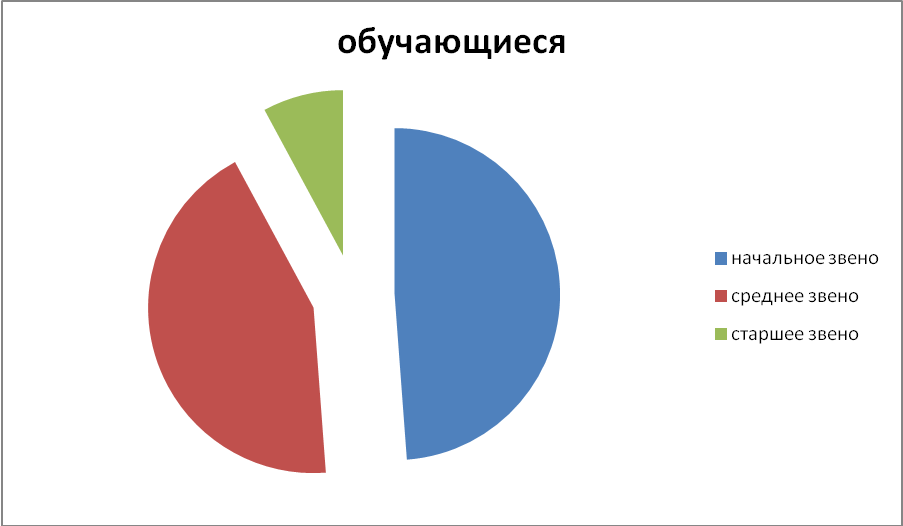 обучающиеся
начальное звено
среднее звено
старшее звено